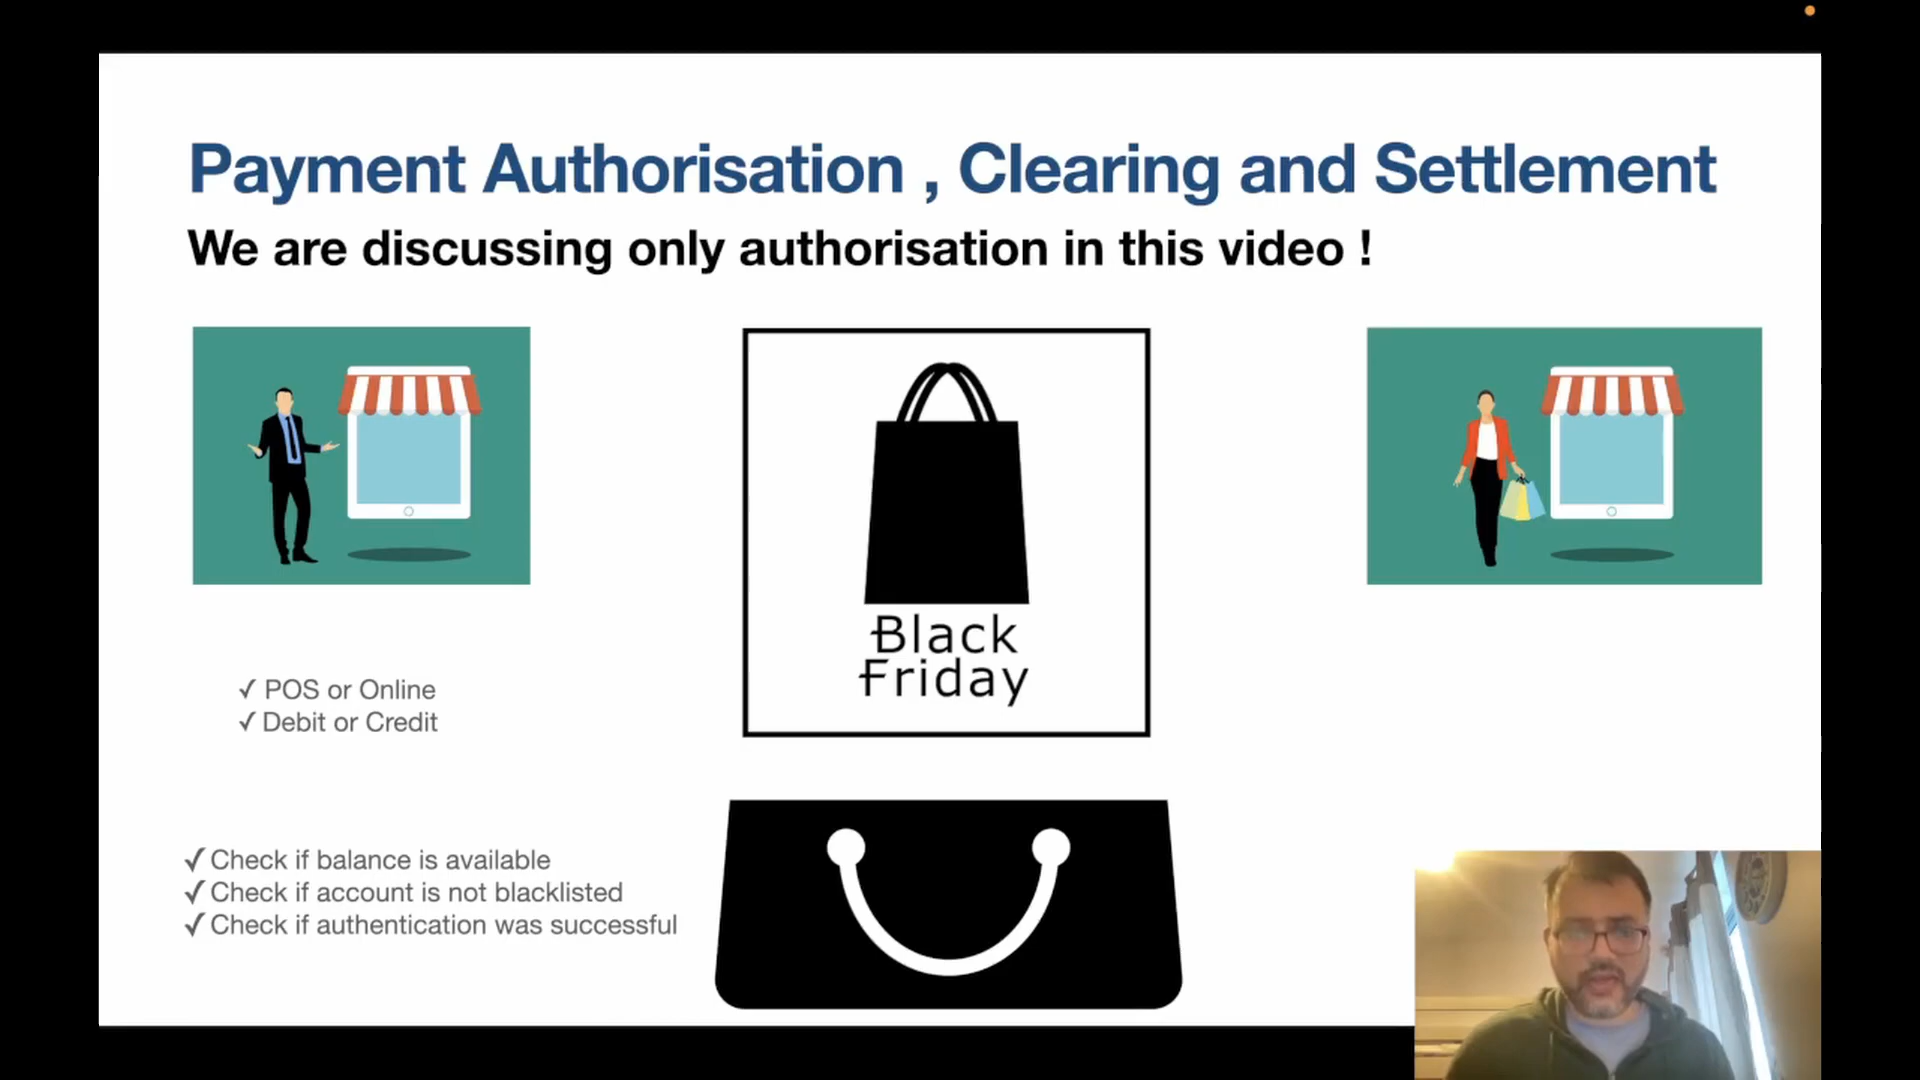 Payment Authorisation , Clearing and Settlement
We are discussing only authorisation in this video !
Black
Friday
✓ POS or Online
✓ Debit or Credit
✓ Check if balance is available
✓ Check if account is not blacklisted
✓ Check if authentication was successful